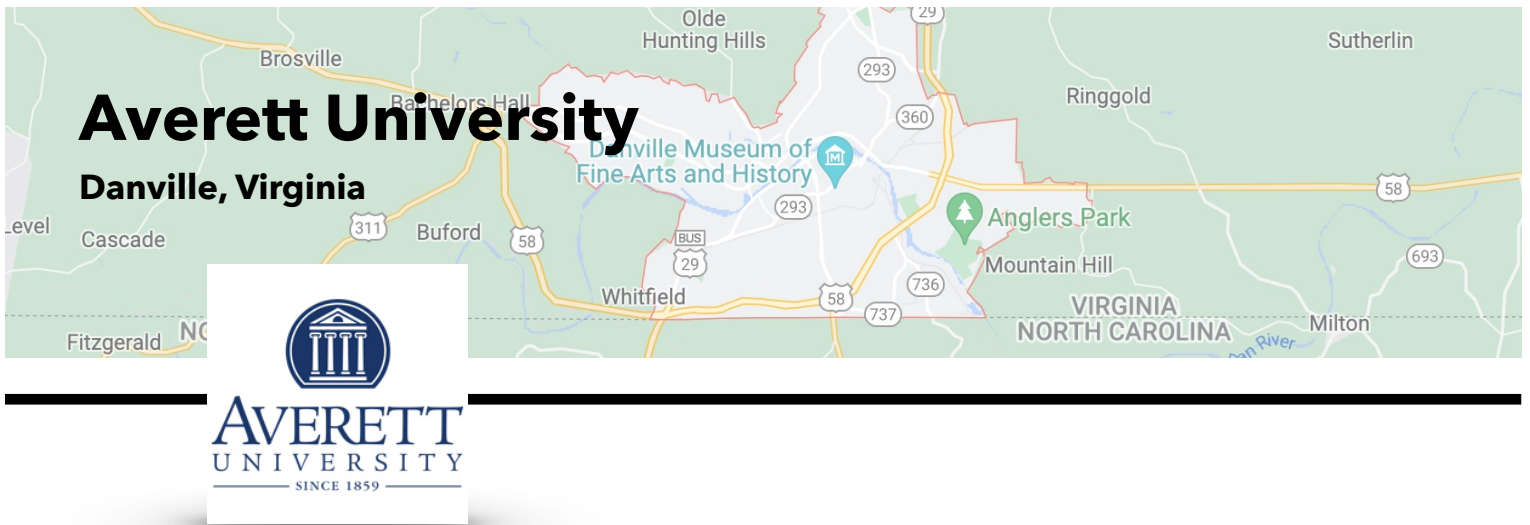 Olde
Hunting Hills
29
Sutherlin
Brosville
293
Ringgold
Bachelors Hall
Averett University
360
Danville Museum of
Fine Arts and History
M
Danville, Virginia
58
293
Anglers Park
Level
311
Cascade
Buford
58
BUS
29
Mountain Hill
693
736
Whitfield
58
737
VIRGINIA
NORTH CAROLINA
Milton
Fitzgerald
Dan River
AVERETT
UNIVERSITY
SINCE 1859